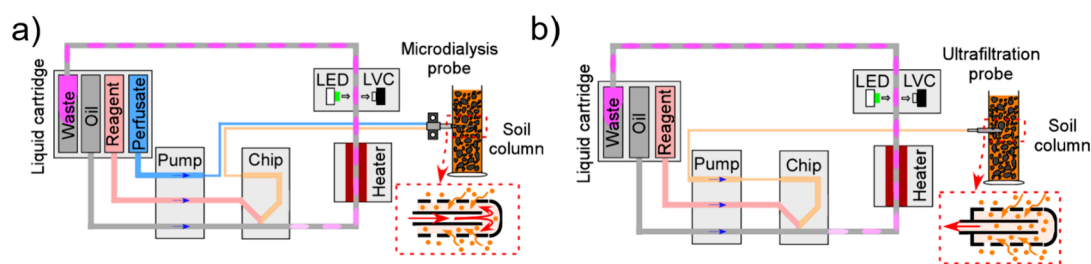 a)
Microdialysis
probe
LED
LVC
Liquid cartridge
Waste
Oil
Reagent
Perfusate
Soil
column
Pump
Chip
Heater
b)
Ultrafiltration
probe
LED
LVC
Liquid cartridge
Waste
Oil
Reagent
Soil
column
Pump
Chip
Heater